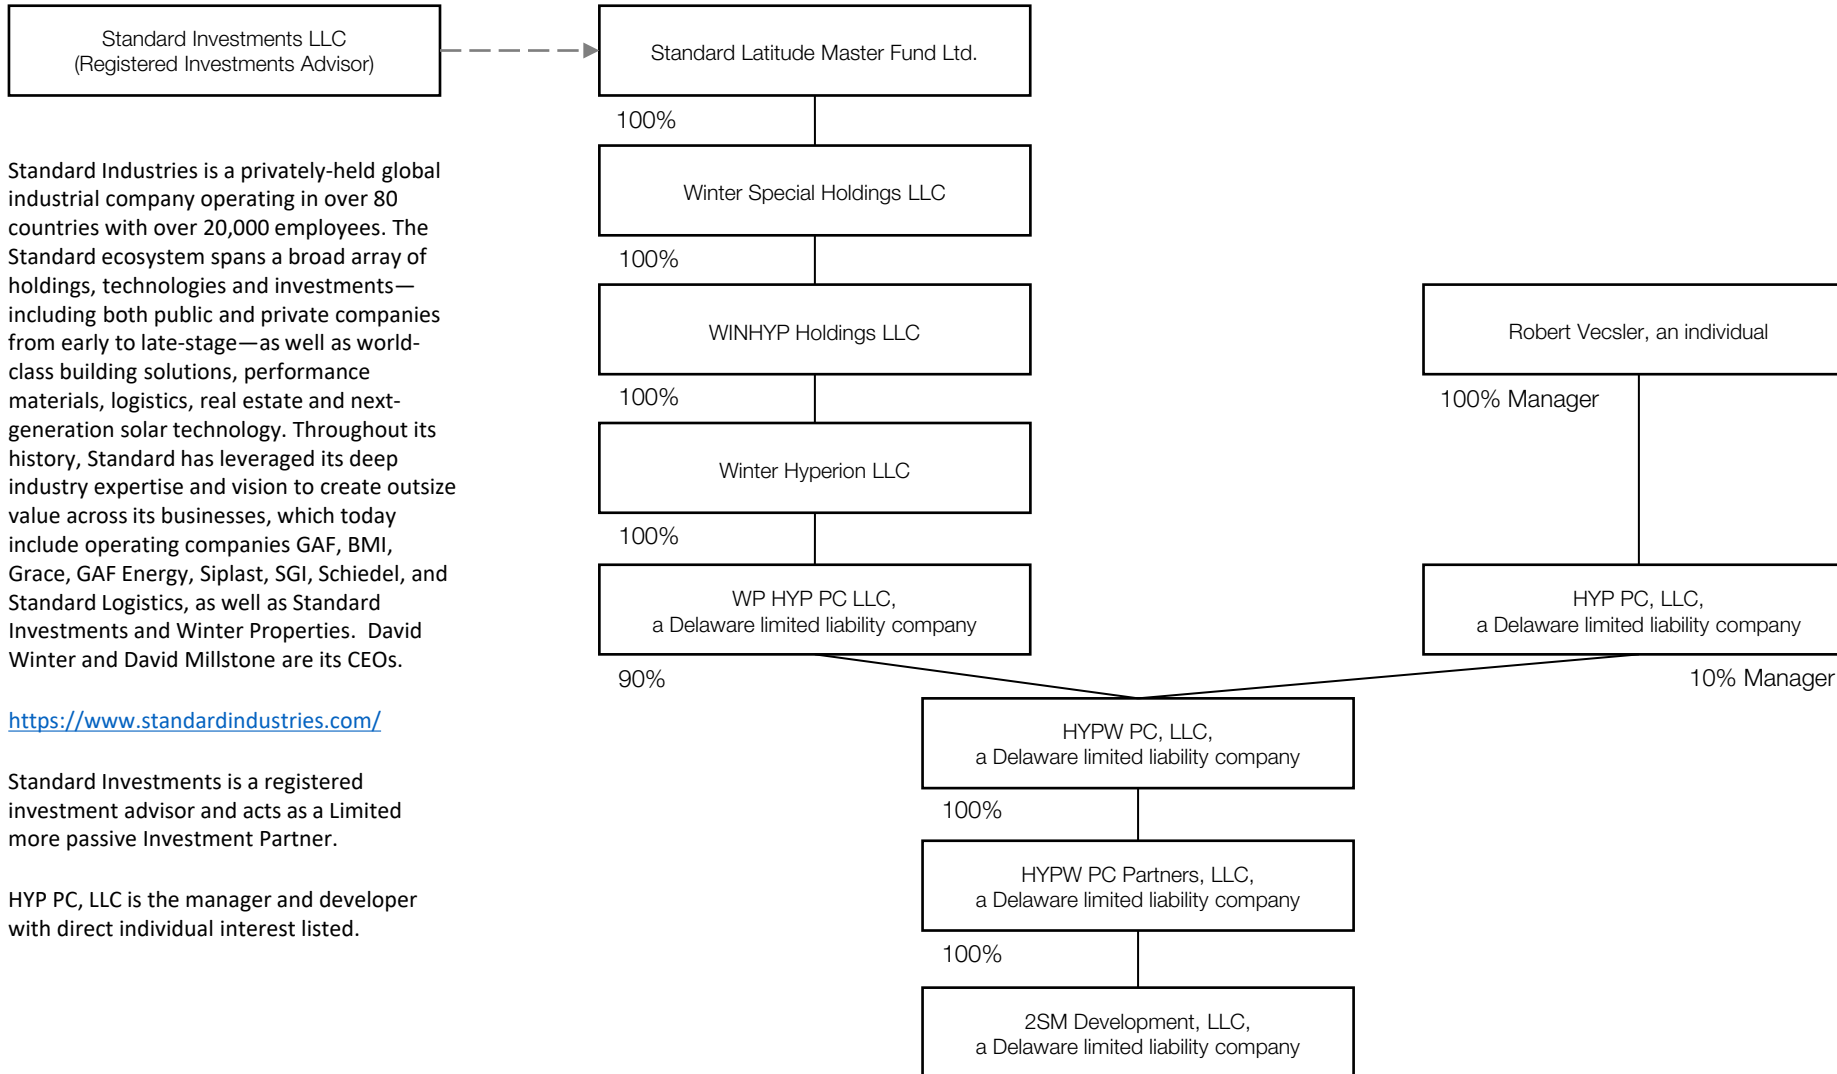 Standard Investments LLC
(Registered Investments Advisor)
Standard Latitude Master Fund Ltd.
100%
Standard Industries is a privately-held global
industrial company operating in over 80
countries with over 20,000 employees. The
Standard ecosystem spans a broad array of
holdings, technologies and investments—
including both public and private companies
from early to late-stage—as well as world-
class building solutions, performance
materials, logistics, real estate and next-
generation solar technology. Throughout its
history, Standard has leveraged its deep
industry expertise and vision to create outsize
value across its businesses, which today
include operating companies GAF, BMI,
Grace, GAF Energy, Siplast, SGI, Schiedel, and
Standard Logistics, as well as Standard
Investments and Winter Properties.  David
Winter and David Millstone are its CEOs.
https://www.standardindustries.com/
Standard Investments is a registered
investment advisor and acts as a Limited
more passive Investment Partner.
HYP PC, LLC is the manager and developer
with direct individual interest listed.
Winter Special Holdings LLC
100%
WINHYP Holdings LLC
100%
Winter Hyperion LLC
100%
WP HYP PC LLC,
a Delaware limited liability company
90%
Robert Vecsler, an individual
100% Manager
HYP PC, LLC,
a Delaware limited liability company
10% Manager
HYPW PC, LLC,
a Delaware limited liability company
100%
HYPW PC Partners, LLC,
a Delaware limited liability company
100%
2SM Development, LLC,
a Delaware limited liability company